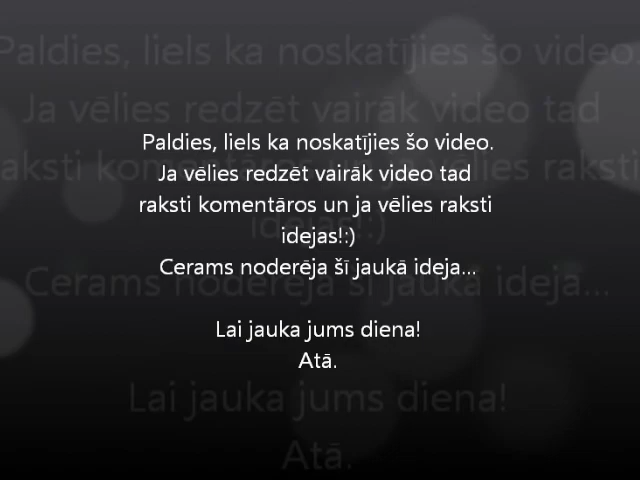 Paldies, liels ka noskatījies šo video.
Ja vēlies redzēt vairāk video tad
raksti komentāros un ja vēlies raksti
idejas!:)
Cerams noderēja šī jaukā ideja...
Lai jauka jums diena!
Atā.